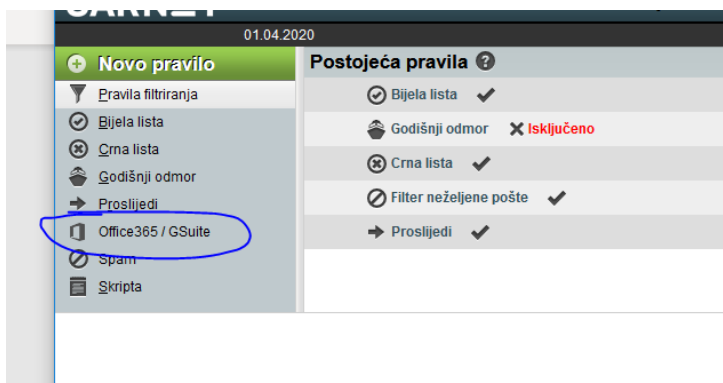 CARNET
01.04.2020
Novo pravilo
Pravila filtriranja
Bijela lista
Crna lista
Godišnji odmor
Proslijedi
Office365 / GSuite
Spam
Skripta
Postojeća pravila ?
Bijela lista
Godišnji odmor Isključeno
Crna lista
Filter neželjene pošte
Proslijedi